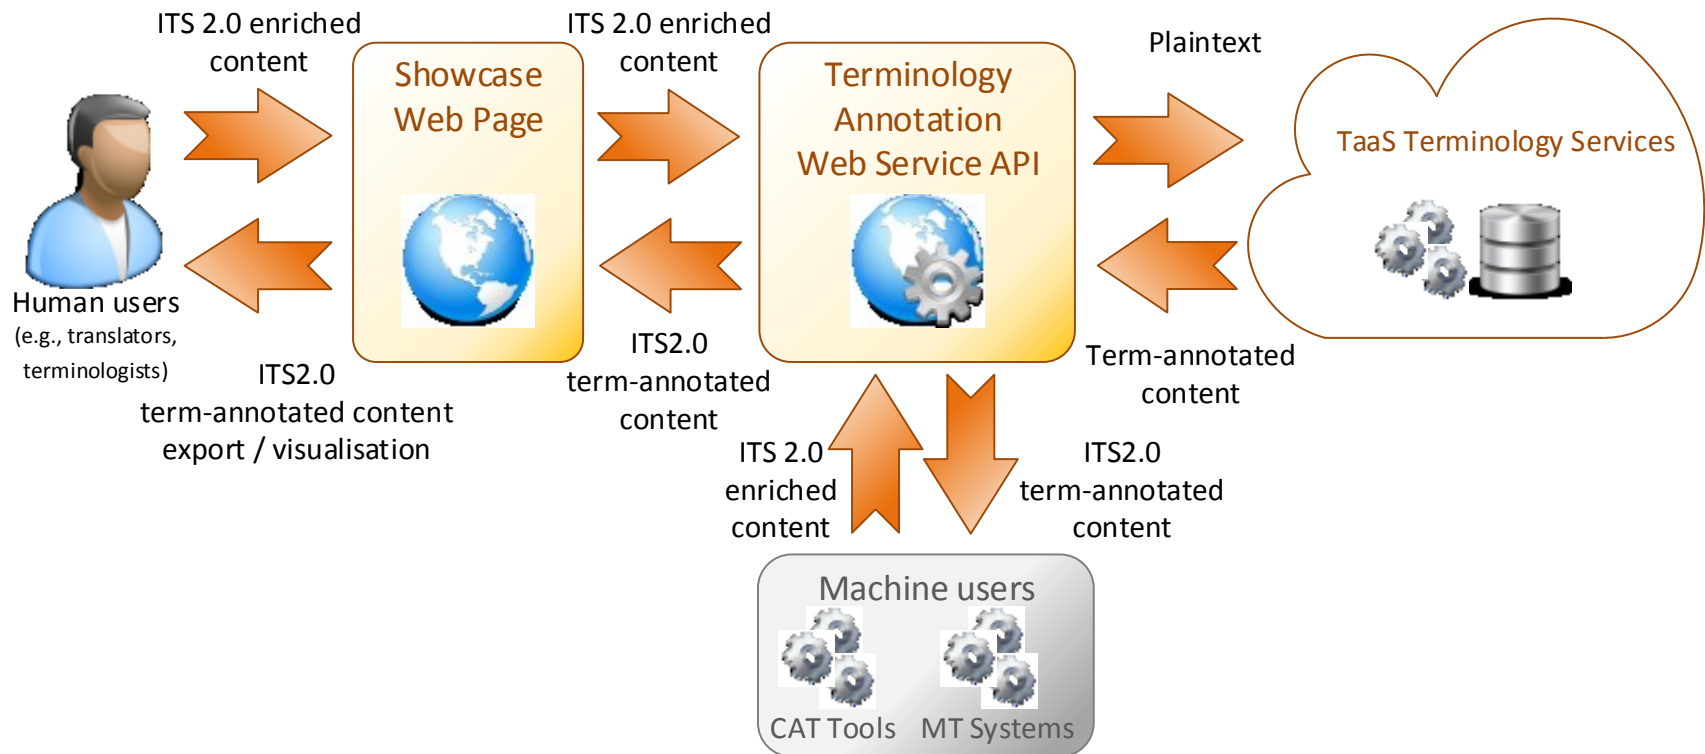 ITS 2.0 enriched
content
ITS 2.0 enriched
content
Plaintext
Showcase
Web Page
Terminology
Annotation
Web Service API
TaaS Terminology Services
Human users
(e.g., translators,
terminologists)
ITS2.0
term-annotated content
export / visualisation
ITS2.0
term-annotated
content
Term-annotated
content
ITS 2.0
enriched
content
ITS2.0
term-annotated
content
Machine users
CAT Tools
MT Systems